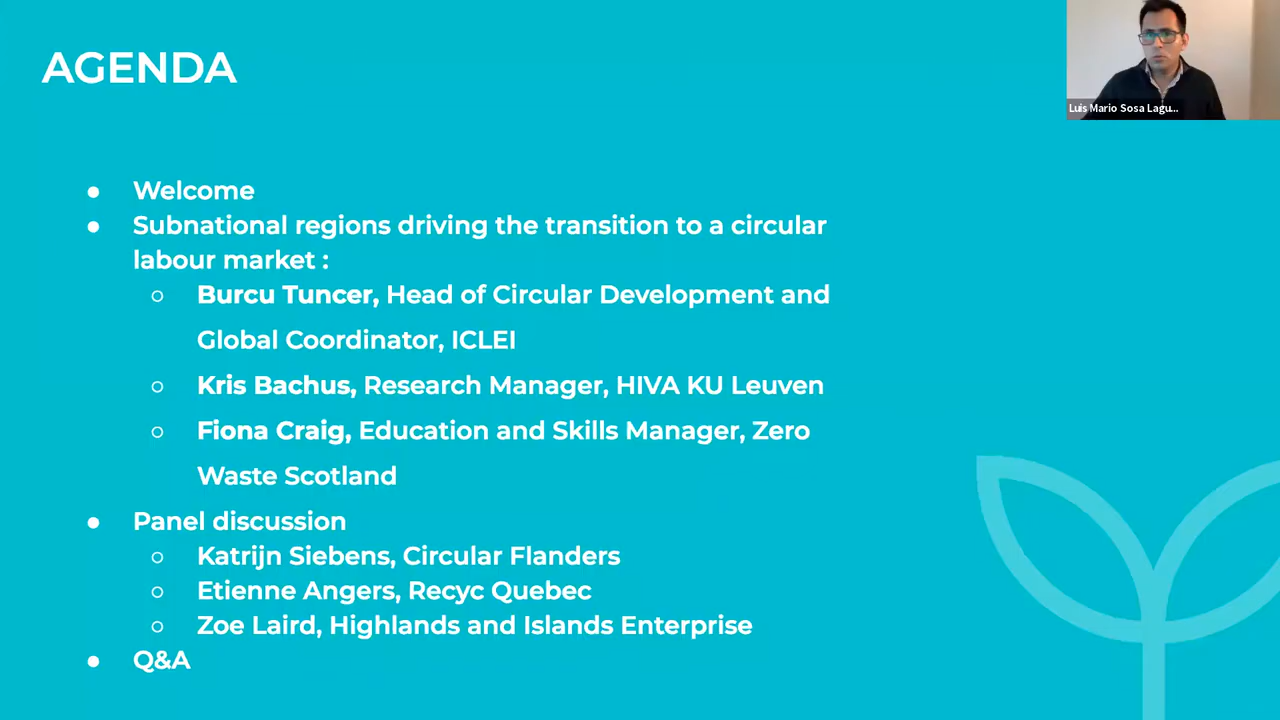 AGENDA
Luis Mario Sosa Lagu...
● Welcome
● Subnational regions driving the transition to a circular
labour market :
○ Burcu Tuncer, Head of Circular Development and
Global Coordinator, ICLEI
○ Kris Bachus, Research Manager, HIVA KU Leuven
○ Fiona Craig, Education and Skills Manager, Zero
Waste Scotland
● Panel discussion
○ Katrijn Siebens, Circular Flanders
○ Etienne Angers, Recyc Quebec
○ Zoe Laird, Highlands and Islands Enterprise
● Q&A